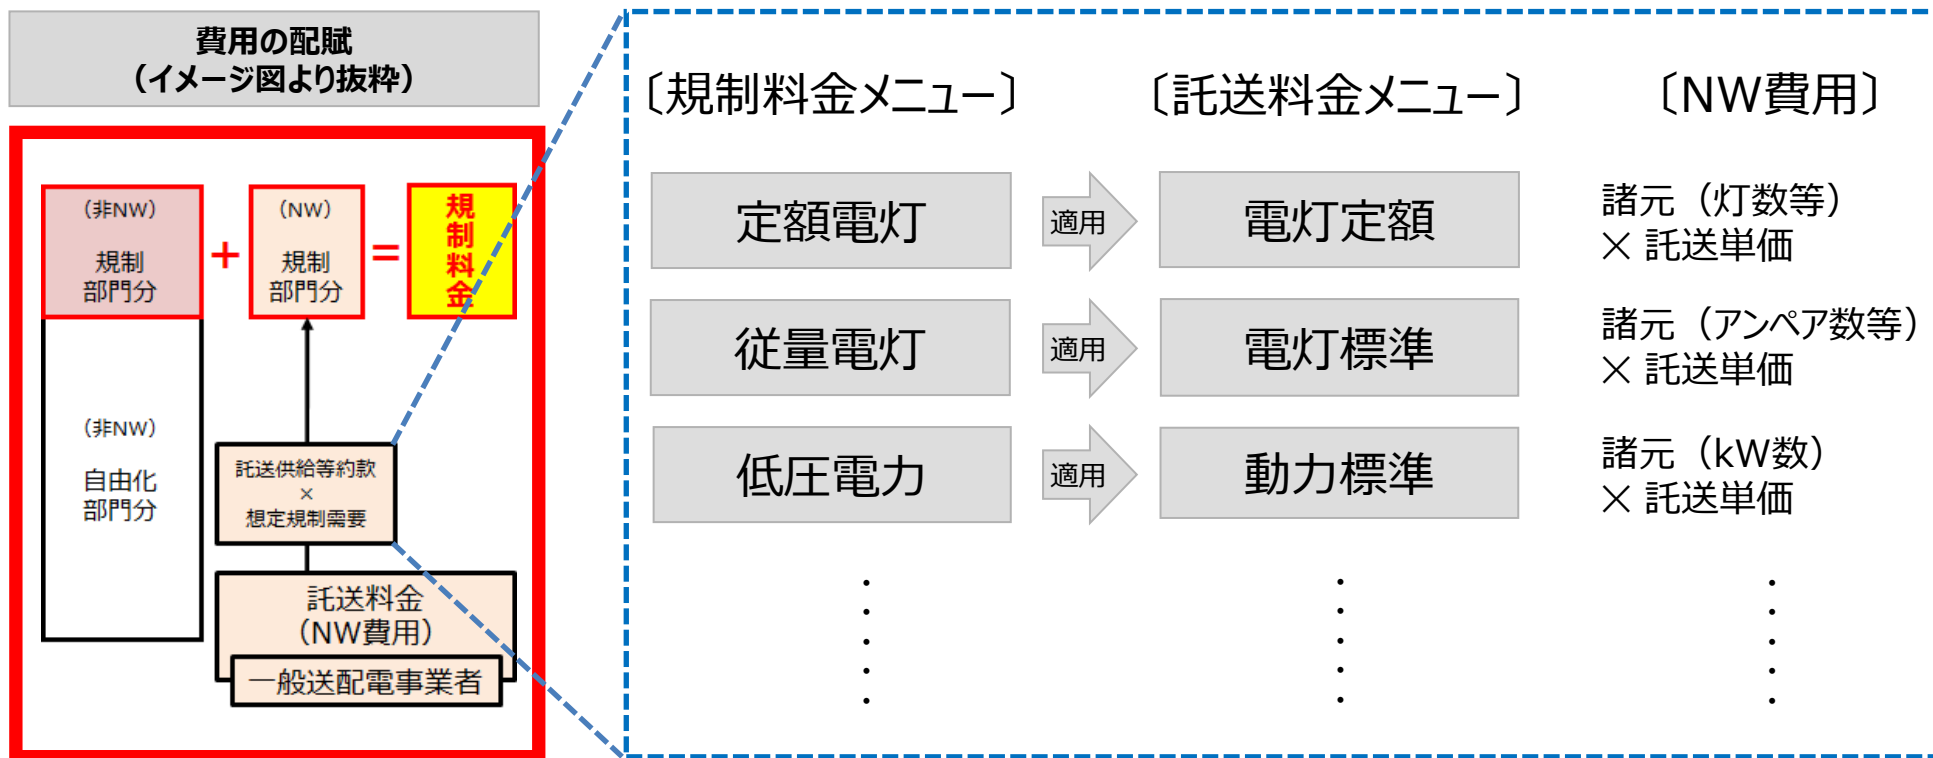 費用の配賦
（イメージ図より抜粋）
（非NW）
規制
部門分
＋
（NW）
規制
部門分
＝
規制料金
（非NW）
自由化
部門分
託送供給等約款
×
想定規制需要
託送料金
（NW費用）
一般送配電事業者
〔規制料金メニュー〕
〔託送料金メニュー〕
〔NW費用〕
定額電灯
適用
電灯定額
諸元（灯数等）
× 託送単価
従量電灯
適用
電灯標準
諸元（アンペア数等）
× 託送単価
低圧電力
適用
動力標準
諸元（kW数）
× 託送単価